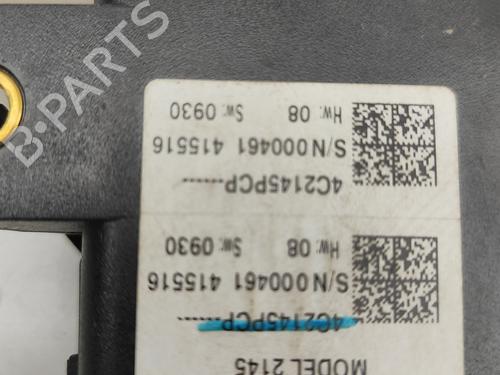 MODEL 2145
4C2145PCP-------
S/N 000461 415516
Hw: 08 Sw: 0930
4C2145PCP-------
S/N 000461 415516
Hw: 08 Sw: 0930
B-PARTS